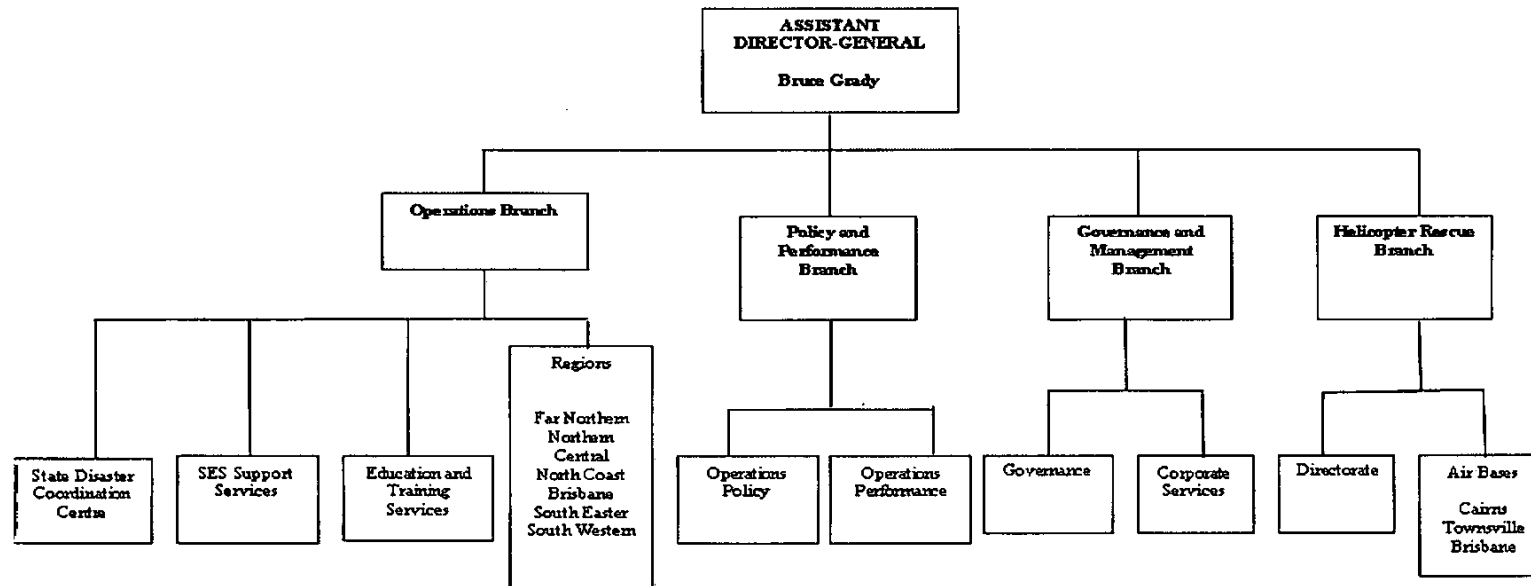 ASSISTANT
DIRECTOR-GENERAL
Bruce Grady
Operations Branch
Policy and
Performance
Branch
Governance and
Management
Branch
Helicopter Rescue
Branch
Regions
Far Northern
Northern
Central
North Coast
Brisbane
South Easter
South Western
State Disaster
Coordination
Centre
SES Support
Services
Education and
Training
Services
Operations
Policy
Operations
Performance
Governance
Corporate
Services
Directorate
Air Bases
Cairns
Townsville
Brisbane